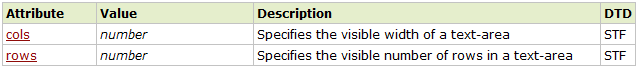 Attribute Value Description DTD
cols number Specifies the visible width of a text-area STF
rows number Specifies the visible number of rows in a text-area STF